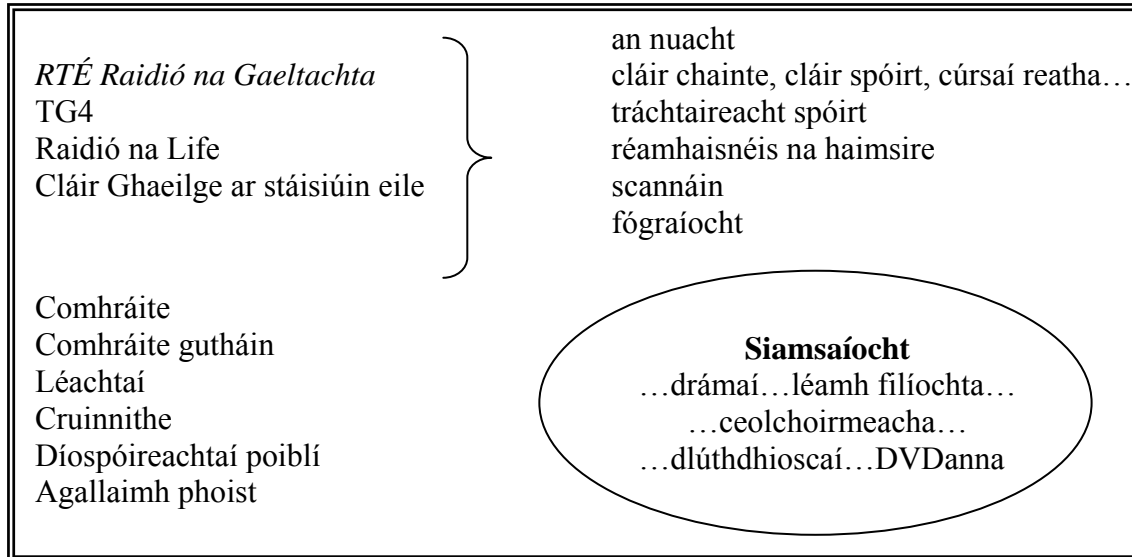 RTÉ Raidió na Gaeltachta
TG4
Raidió na Life
Cláir Ghaeilge ar stáisiúin eile
an nuacht
cláir chainte, cláir spóirt, cúrsaí reatha…
tráchtaireacht spóirt
réamhaisnéis na haimsire
scannáin
fógraíocht
Comhráite
Comhráite gutháin
Léachtaí
Cruinnithe
Díospóireachtaí poiblí
Agallaimh phoist
Siamsaíocht
…drámaí…léamh filíochta…
…ceolchoirmeacha…
…dlúthdhioscaí…DVDanna